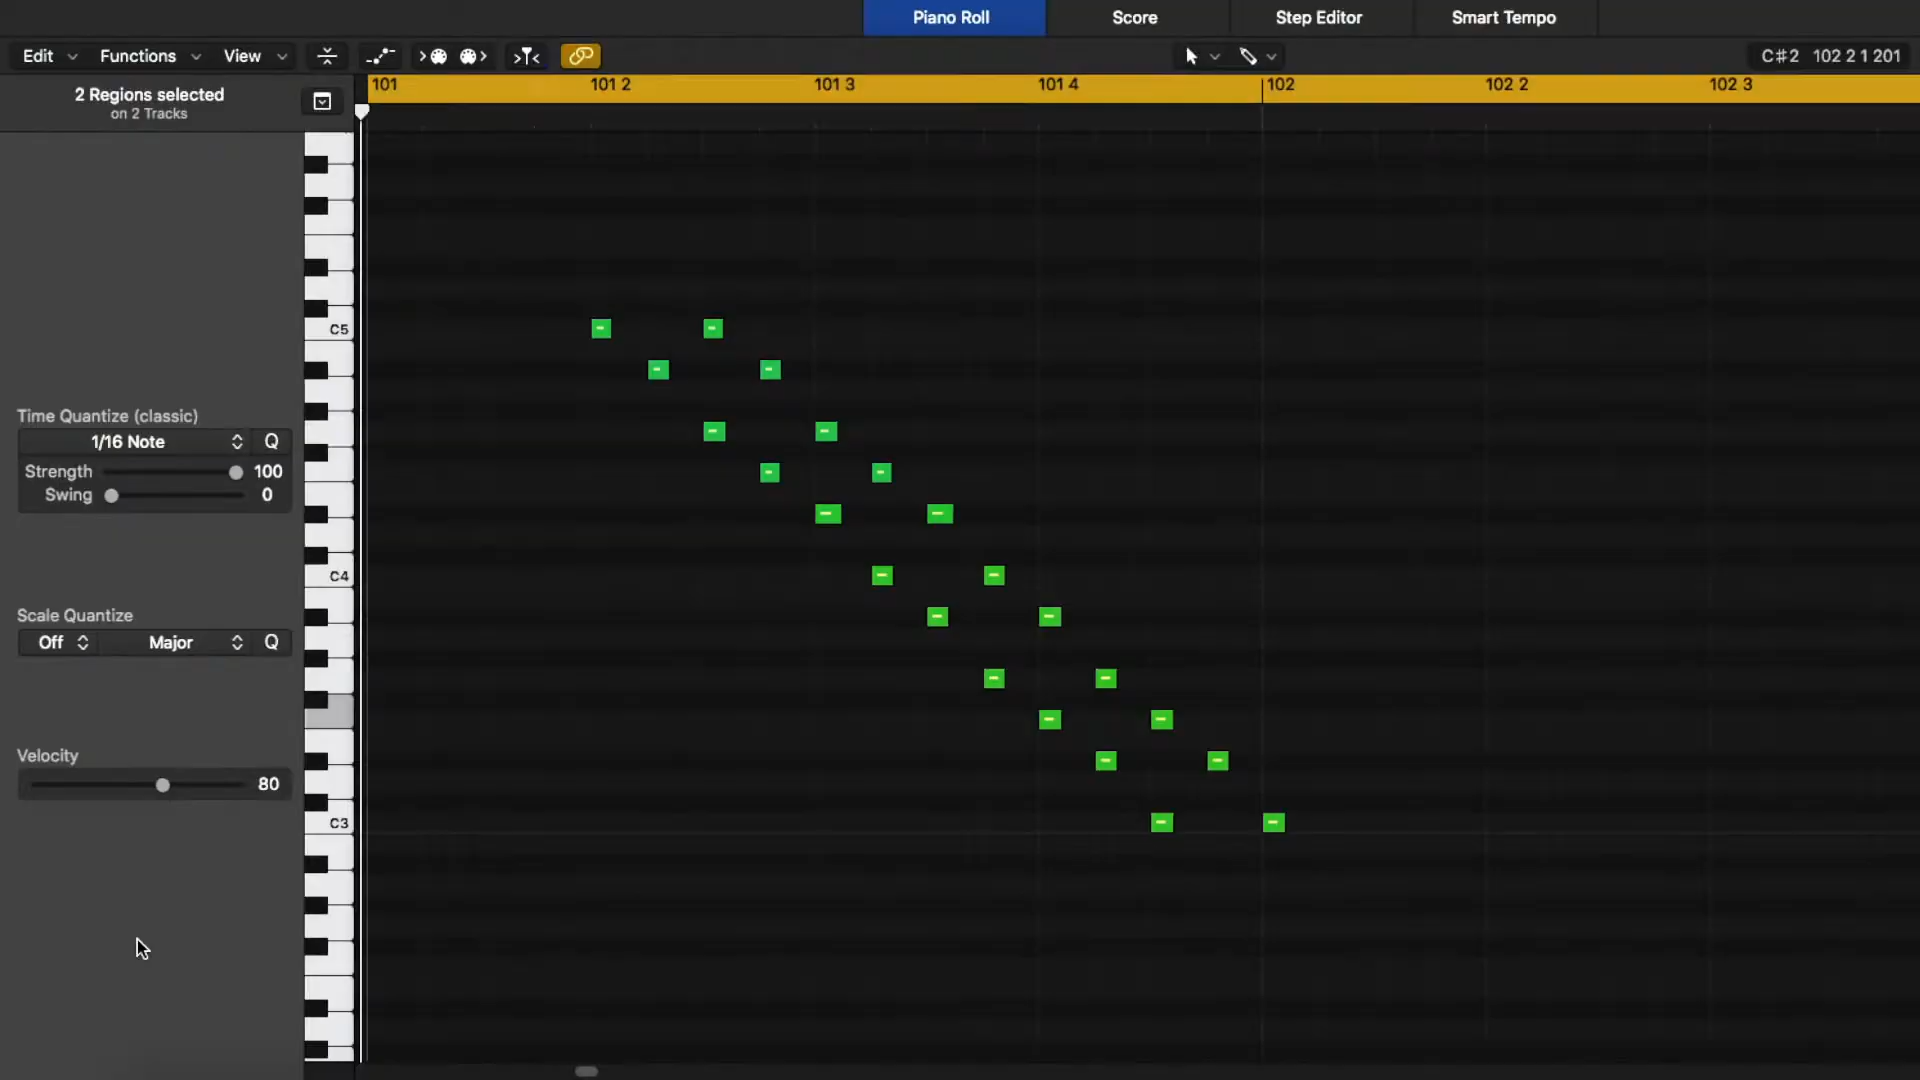 Piano Roll
Score
Step Editor
Smart Tempo
Edit
Functions
View
C#2 102 2 1 201
2 Regions selected
on 2 Tracks
101
101 2
101 3
101 4
102
102 2
102 3
C5
Time Quantize (classic)
1/16 Note
Q
Strength
100
Swing
0
C4
Scale Quantize
Off
Major
Q
Velocity
80
C3